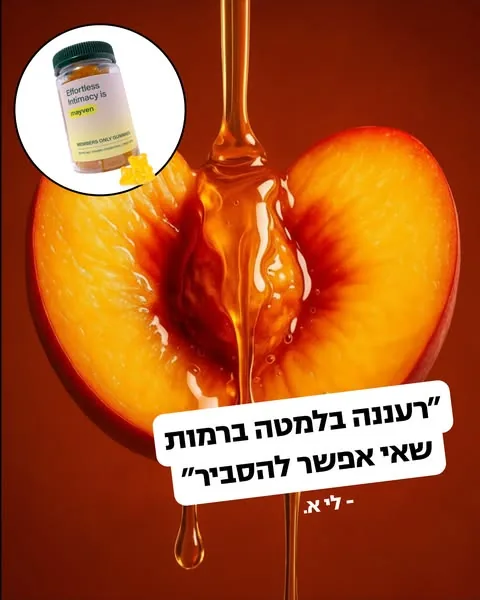 Effortless
Intimacy is
mayven
MEMBERS ONLY GUMMIES
"רעננה בלמטה ברמות
שאי אפשר להסביר"
- לי א.